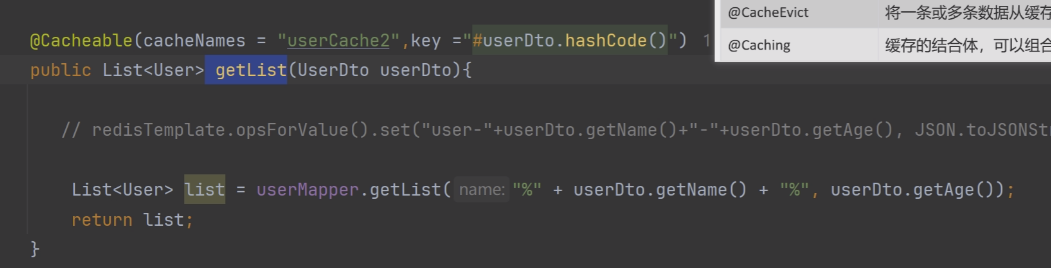 @CacheEvict 将一条或多条数据从缓存
@Caching 缓存的结合体，可以组合
@Cacheable(cacheNames = "userCache2",key ="#userDto.hashCode()") 1
public List<User> getList(UserDto userDto){
// redisTemplate.opsForValue().set("user-"+userDto.getName()+"-"+userDto.getAge(), JSON.toJSONSt
List<User> list = userMapper.getList( name: "%" + userDto.getName() + "%", userDto.getAge());
return list;
}